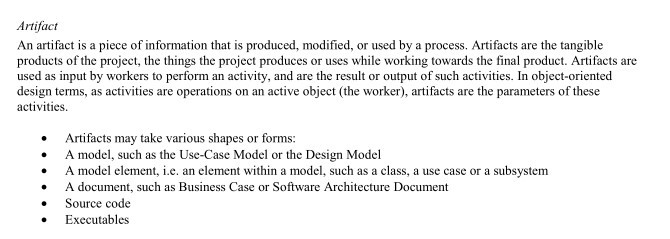 Artifact
An artifact is a piece of information that is produced, modified, or used by a process. Artifacts are the tangible
products of the project, the things the project produces or uses while working towards the final product. Artifacts are
used as input by workers to perform an activity, and are the result or output of such activities. In object-oriented
design terms, as activities are operations on an active object (the worker), artifacts are the parameters of these
activities.
• Artifacts may take various shapes or forms:
• A model, such as the Use-Case Model or the Design Model
• A model element, i.e. an element within a model, such as a class, a use case or a subsystem
• A document, such as Business Case or Software Architecture Document
• Source code
• Executables